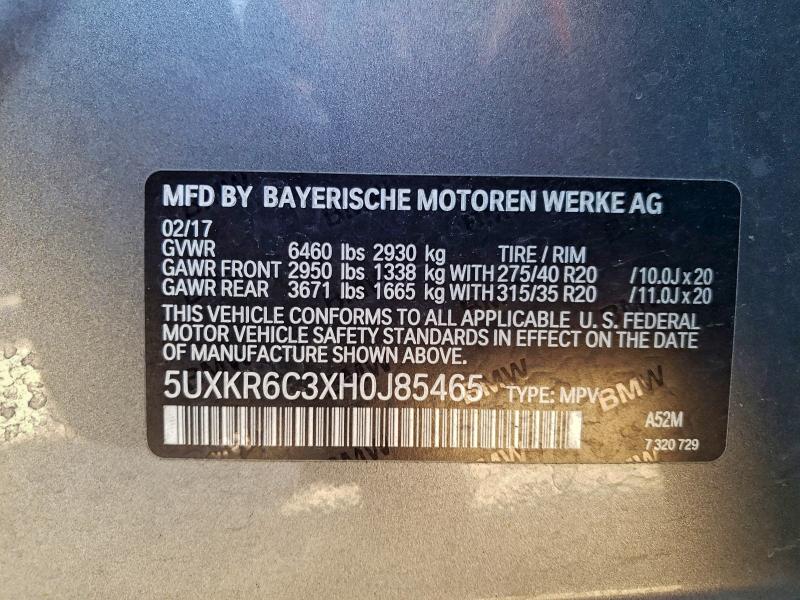 MFD BY BAYERISCHE MOTOREN WERKE AG
02/17
GVWR 6460 lbs 2930 kg TIRE / RIM
GAWR FRONT 2950 lbs 1338 kg WITH 275/40 R20 /10.0J x 20
GAWR REAR 3671 lbs 1665 kg WITH 315/35 R20 /11.0J x 20
THIS VEHICLE CONFORMS TO ALL APPLICABLE U.S. FEDERAL
MOTOR VEHICLE SAFETY STANDARDS IN EFFECT ON THE DATE
OF MANUFACTURE SHOWN ABOVE.
5UXKR6C3XH0J85465 TYPE: MPV
BMW
A52M
BMW
BMW
7 320 729